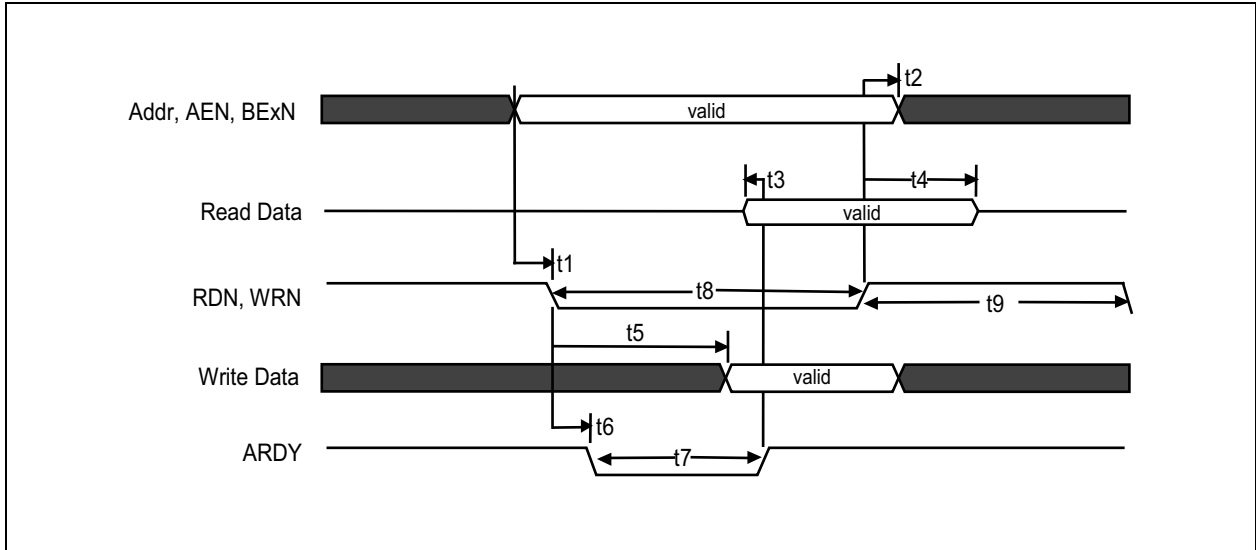 t2
Addr, AEN, BExN
valid
t3
t4
Read Data
valid
t1
RDN, WRN
t8
t9
t5
Write Data
valid
t6
ARDY
t7